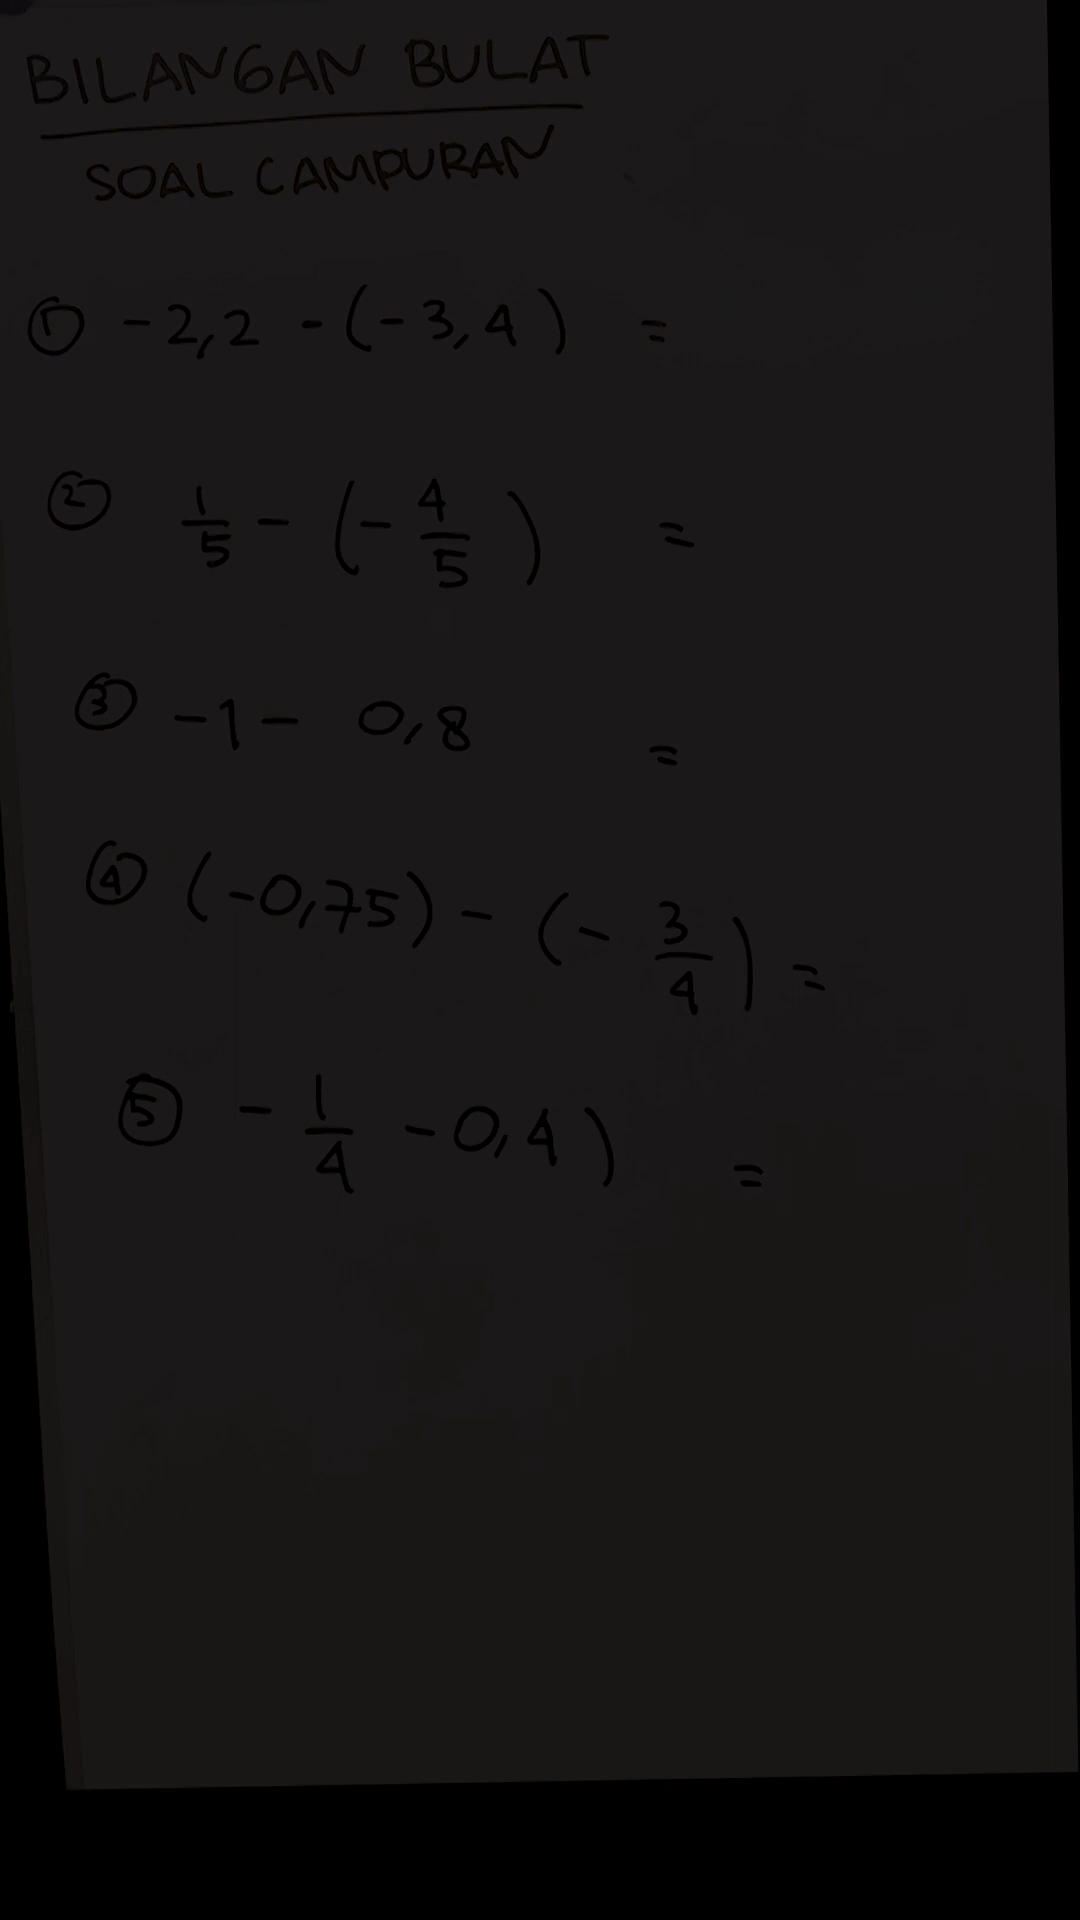 BILANGAN BULAT
SOAL CAMPURAN
① -2,2 - (-3,4) =
② 1/5 - (-4/5) =
③ -1 - 0,8 =
④ (-0,75) - (-3/4) =
⑤ -1/4 - 0,4) =